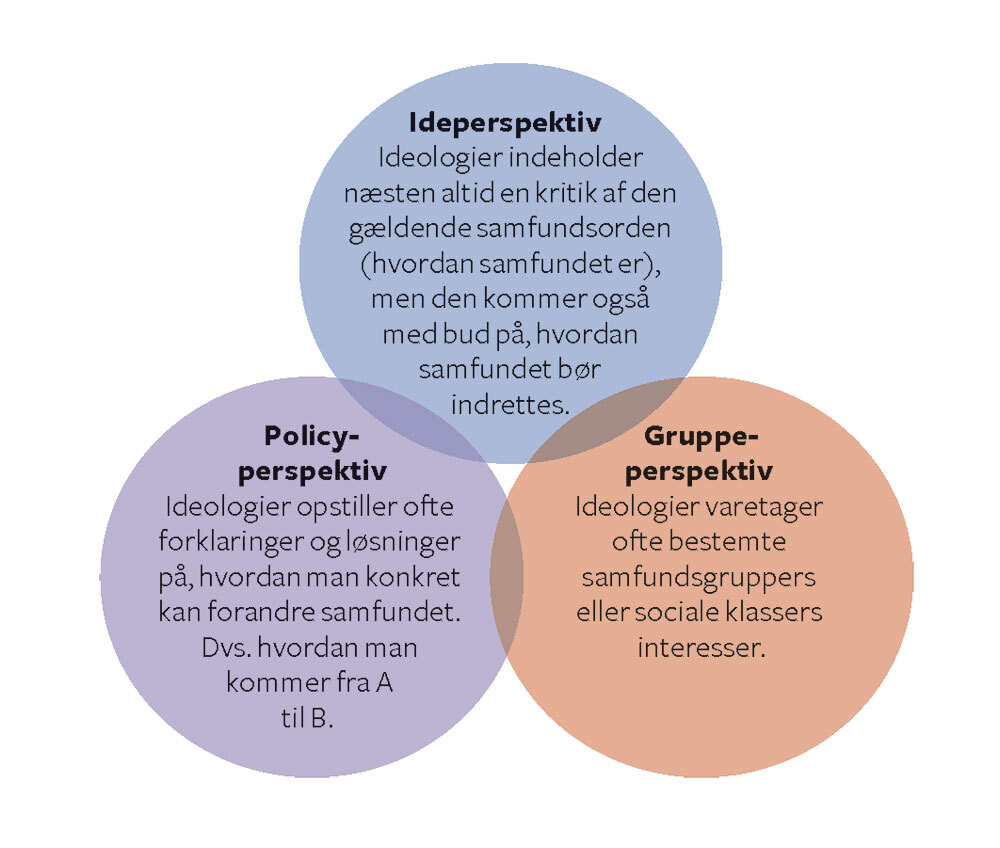 Ideperspektiv
Ideologier indeholder
næsten altid en kritik af den
gældende samfundsorden
(hvordan samfundet er),
men den kommer også
med bud på, hvordan
samfundet bør
indrettes.
Policy-
perspektiv
Ideologier opstiller ofte
forklaringer og løsninger
på, hvordan man konkret
kan forandre samfundet.
Dvs. hvordan man
kommer fra A
til B.
Gruppe-
perspektiv
Ideologier varetager
ofte bestemte
samfundsgruppers
eller sociale klassers
interesser.